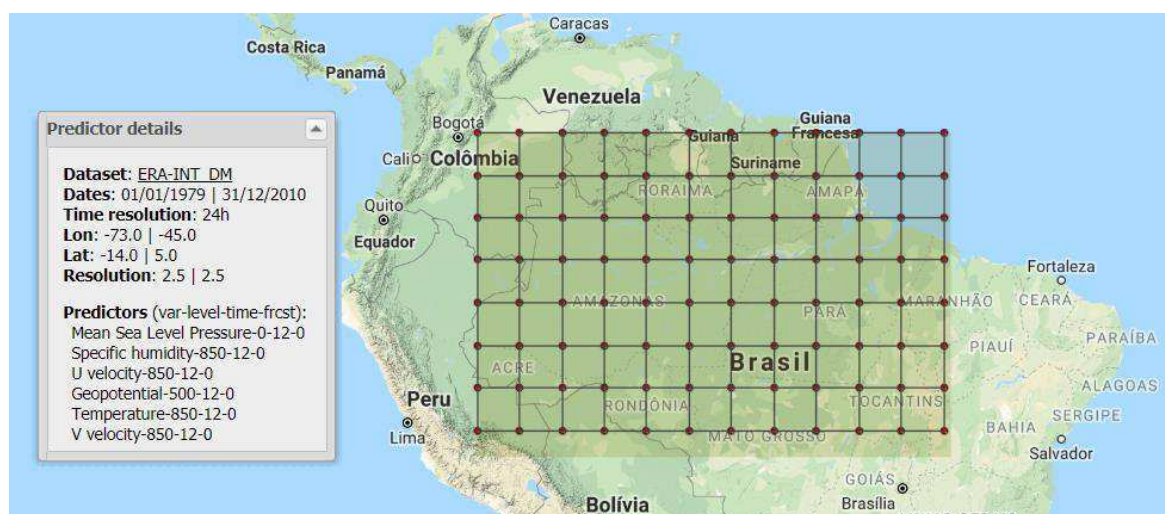 Caracas
Costa Rica
Panamá
Venezuela
Predictor details
Bogotá
Guiana
Guiana
Francesa
Cali
Colômbia
Suriname
Dataset: ERA-INT_DM
Dates: 01/01/1979 | 31/12/2010
RORAIMA
AMAPÁ
Time resolution: 24h
Quito
Lon: -73.0 | -45.0
Equador
Lat: -14.0 | 5.0
Resolution: 2.5 | 2.5
Fortaleza
AMAZONAS
PARÁ
MARANHÃO
CEARÁ
Predictors (var-level-time-frcst):
Mean Sea Level Pressure-0-12-0
Specific humidity-850-12-0
U velocity-850-12-0
Geopotential-500-12-0
Temperature-850-12-0
V velocity-850-12-0
PIAUÍ
PARAÍBA
ACRE
Brasil
ALAGOAS
Peru
RONDÔNIA
TOCANTINS
SERGIPE
Lima
MATO GROSSO
BAHIA
Salvador
GOIÁS
Bolívia
Brasília